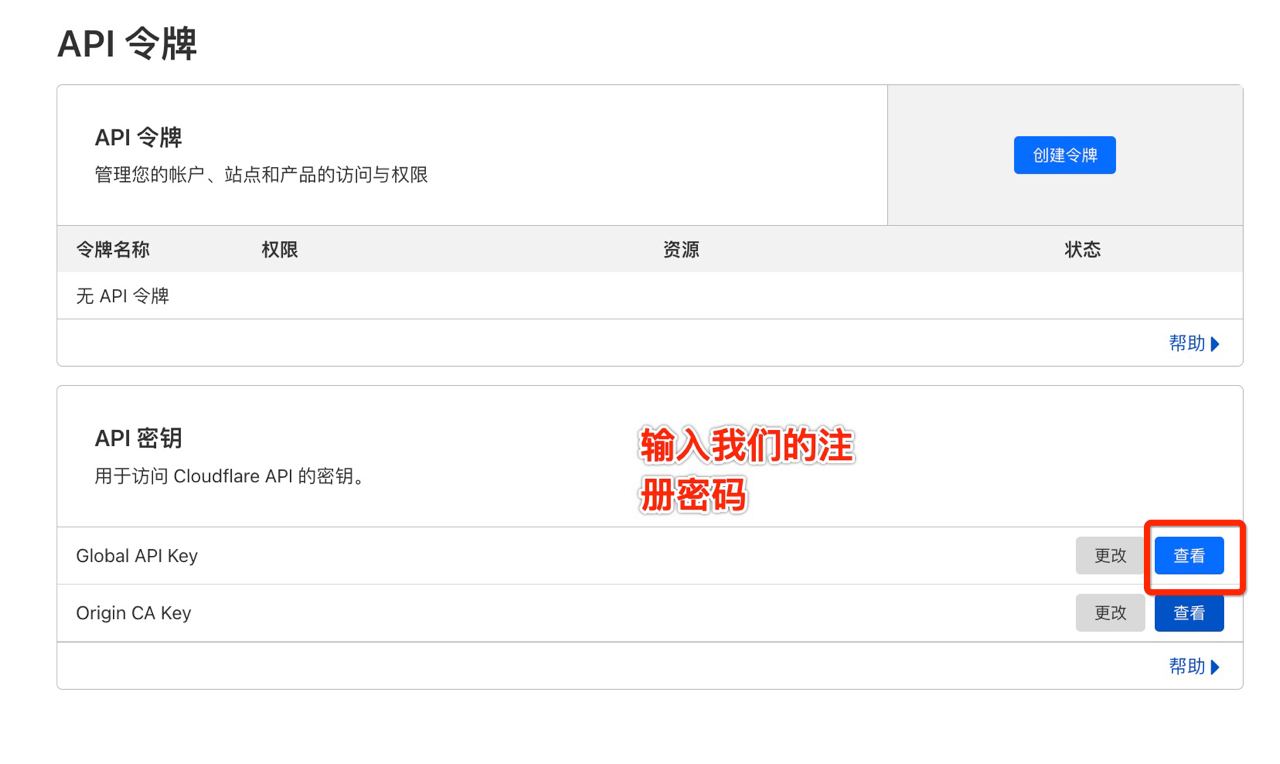 API 令牌
API 令牌
管理您的帐户、站点和产品的访问与权限
创建令牌
令牌名称 权限 资源 状态
无 API 令牌
帮助
API 密钥
用于访问 Cloudflare API 的密钥。
输入我们的注
册密码
Global API Key 更改 查看
Origin CA Key 更改 查看
帮助